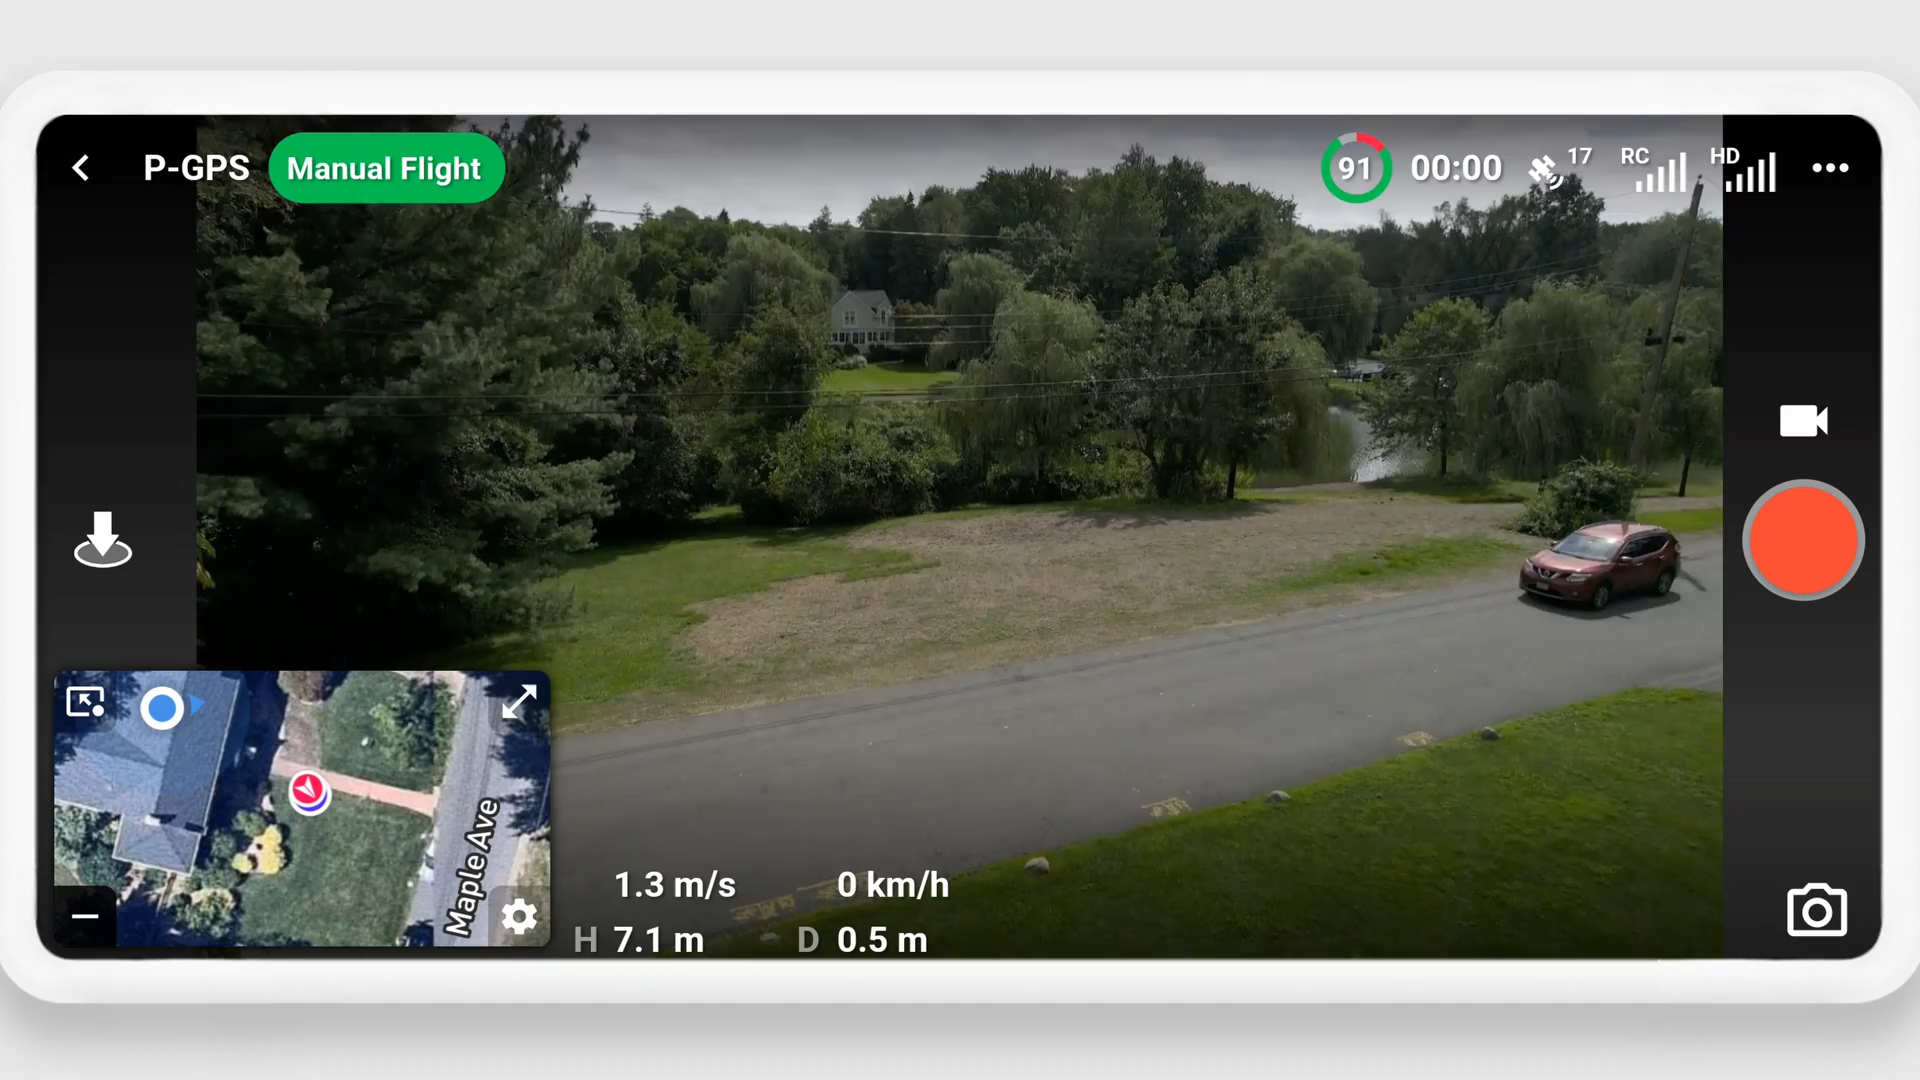 P-GPS
Manual Flight
91
00:00
17
RC
HD
1.3 m/s
0 km/h
H 7.1 m
D 0.5 m
Maple Ave